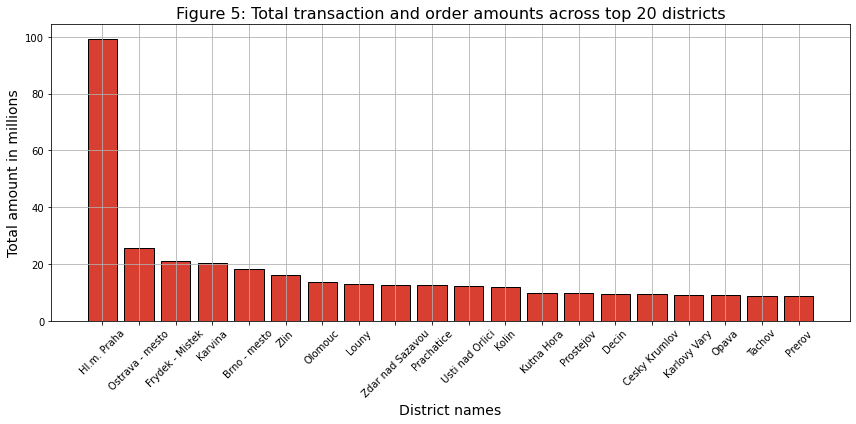 Figure 5: Total transaction and order amounts across top 20 districts
Total amount in millions
100
80
60
40
20
0
Hl.m. Praha
Ostrava - mesto
Frydek - Mistek
Karvina
Brno - mesto
Zlin
Olomouc
Louny
Zdar nad Sazavou
Prachatice
Usti nad Orlici
Kolin
Kutna Hora
Prostejov
Decin
Cesky Krumlov
Karlovy Vary
Opava
Tachov
Prerov
District names